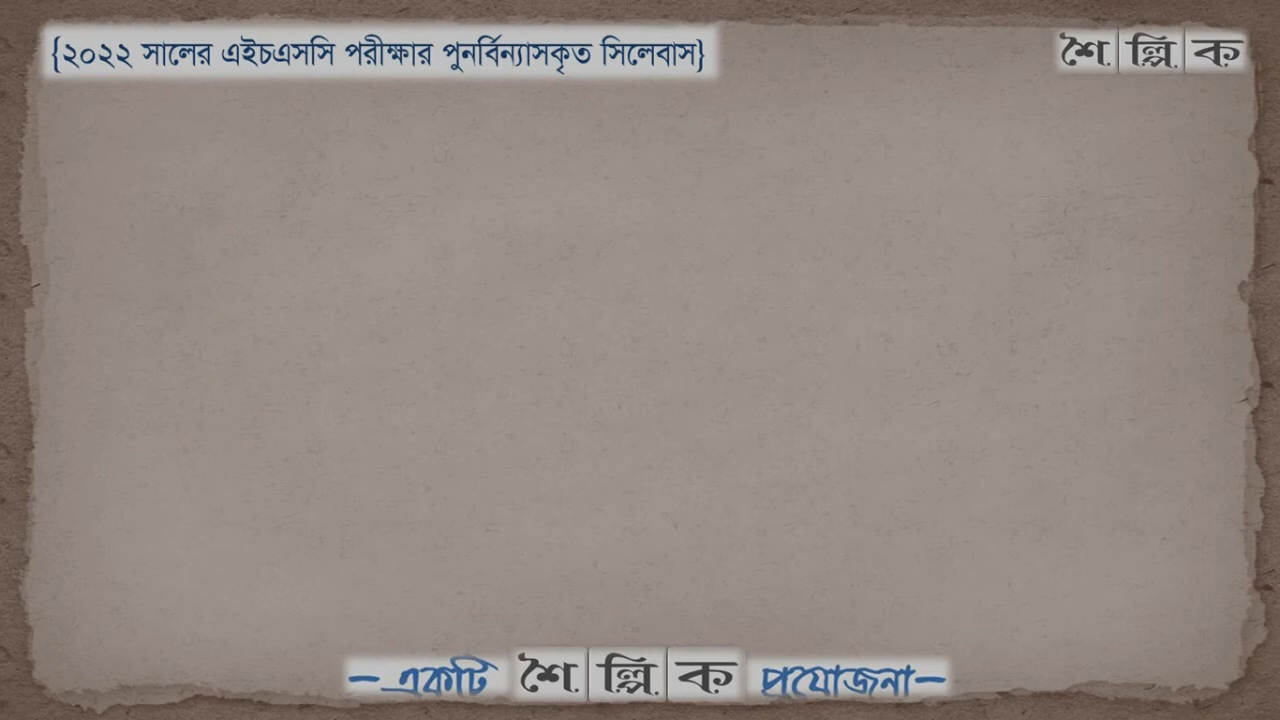 {২০২২ সালের এইচএসসি পরীক্ষার পুনর্বিন্যাসকৃত সিলেবাস}
শৈল্পিক
-একটি শৈল্পিক প্রযোজনা-